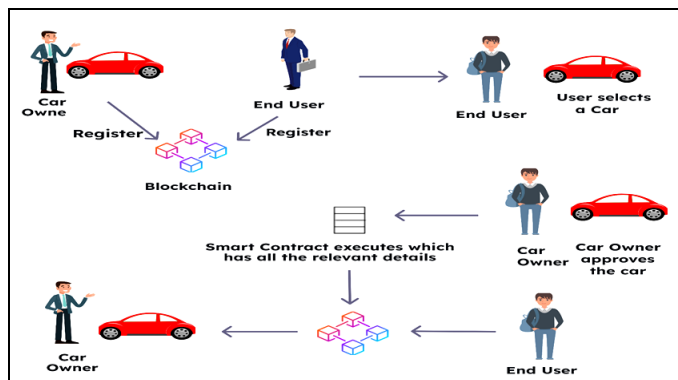 Car
Owne
End User
Register
Register
Blockchain
End User
User selects
a Car
Smart Contract executes which
has all the relevant details
Car
Owner
Car Owner
approves
the car
Car
Owner
End User